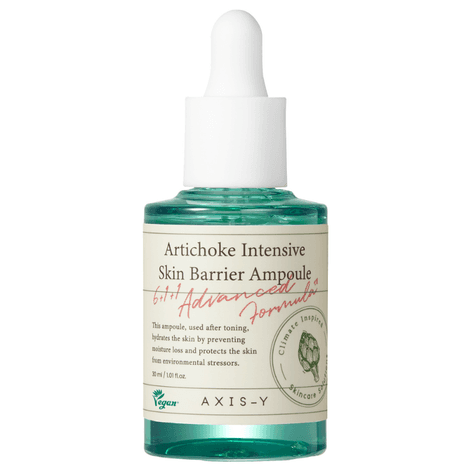 Artichoke Intensive
Skin Barrier Ampoule
6+1+1 Advanced
Formula
This ampoule, used after toning,
hydrates the skin by preventing
moisture loss and protects the skin
from environmental stressors.
30ml / 1.01 fl.oz.
Climate Inspired
Skincare
Vegan
AXIS-Y